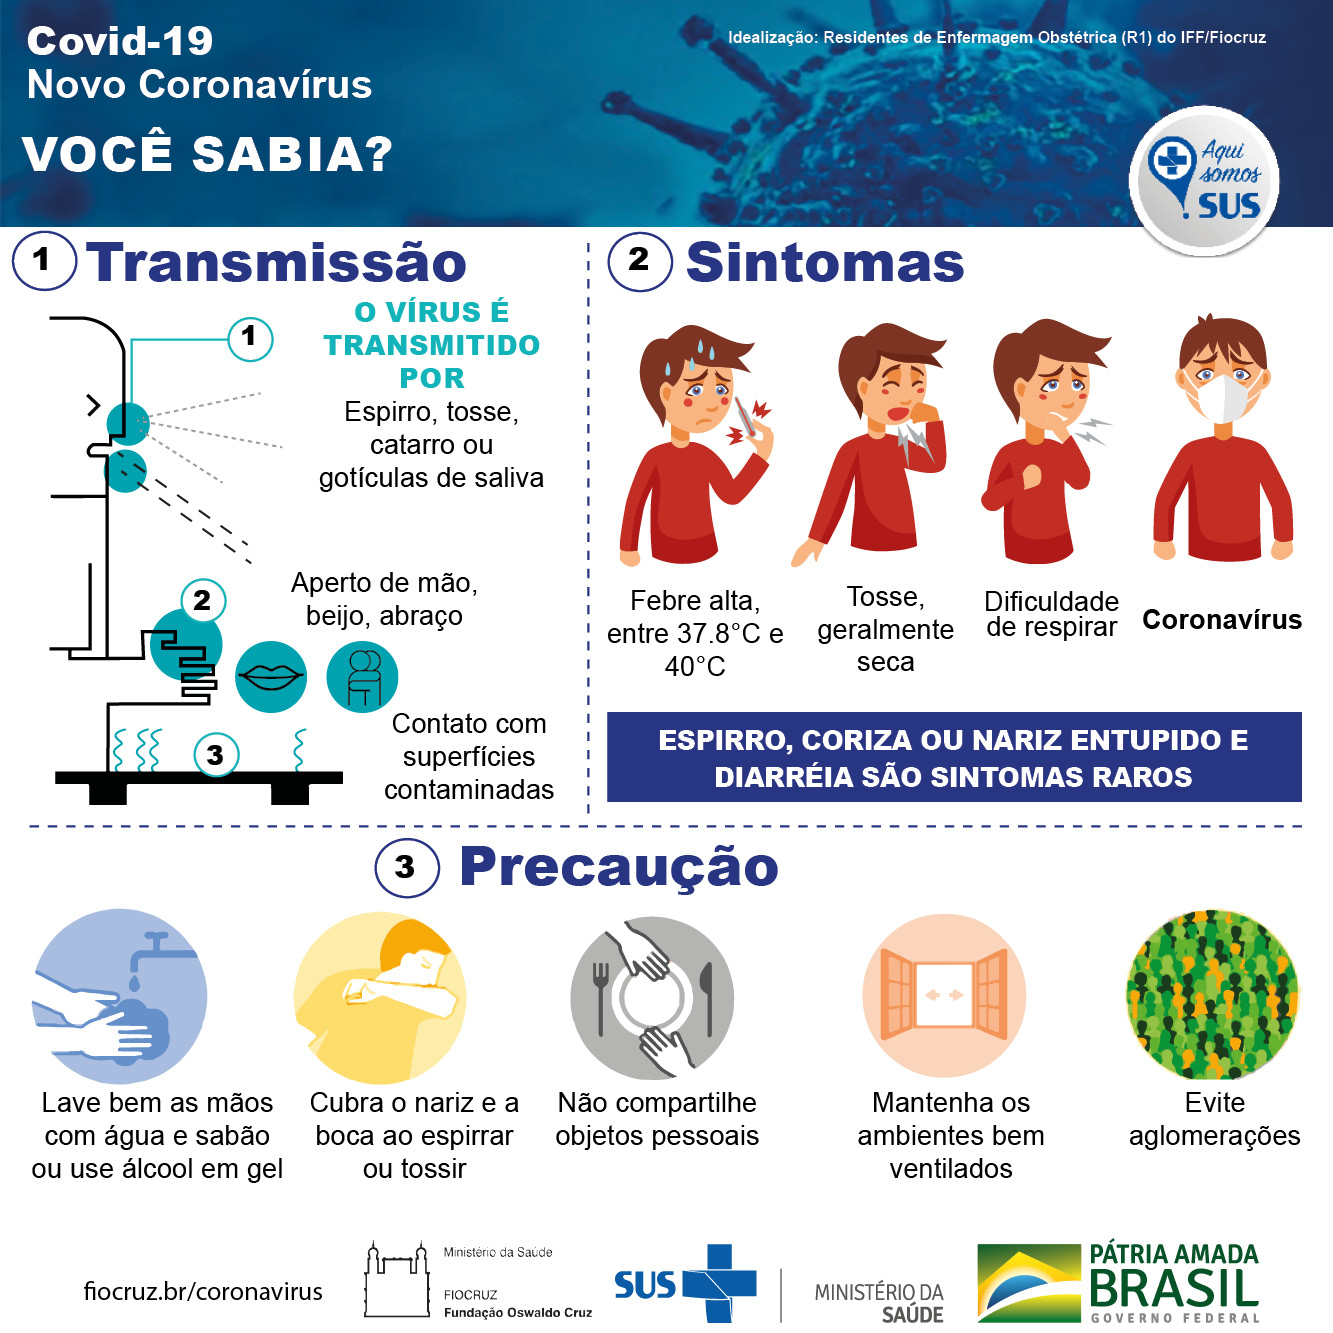 Covid-19
Novo Coronavírus
VOCÊ SABIA?
Idealização: Residentes de Enfermagem Obstétrica (R1) do IFF/Fiocruz
Aqui
somos
SUS
1 Transmissão
1
O VÍRUS É
TRANSMITIDO
POR
Espirro, tosse,
catarro ou
gotículas de saliva
2
Aperto de mão,
beijo, abraço
3
Contato com
superfícies
contaminadas
2 Sintomas
Febre alta,
entre 37.8°C e
40°C
Tosse,
geralmente
seca
Dificuldade
de respirar
Coronavírus
ESPIRRO, CORIZA OU NARIZ ENTUPIDO E
DIARRÉIA SÃO SINTOMAS RAROS
3 Precaução
Lave bem as mãos
com água e sabão
ou use álcool em gel
Cubra o nariz e a
boca ao espirrar
ou tossir
Não compartilhe
objetos pessoais
Mantenha os
ambientes bem
ventilados
Evite
aglomerações
fiocruz.br/coronavirus
Ministério da Saúde
FIOCRUZ
Fundação Oswaldo Cruz
SUS
MINISTÉRIO DA
SAÚDE
PÁTRIA AMADA
BRASIL
GOVERNO FEDERAL